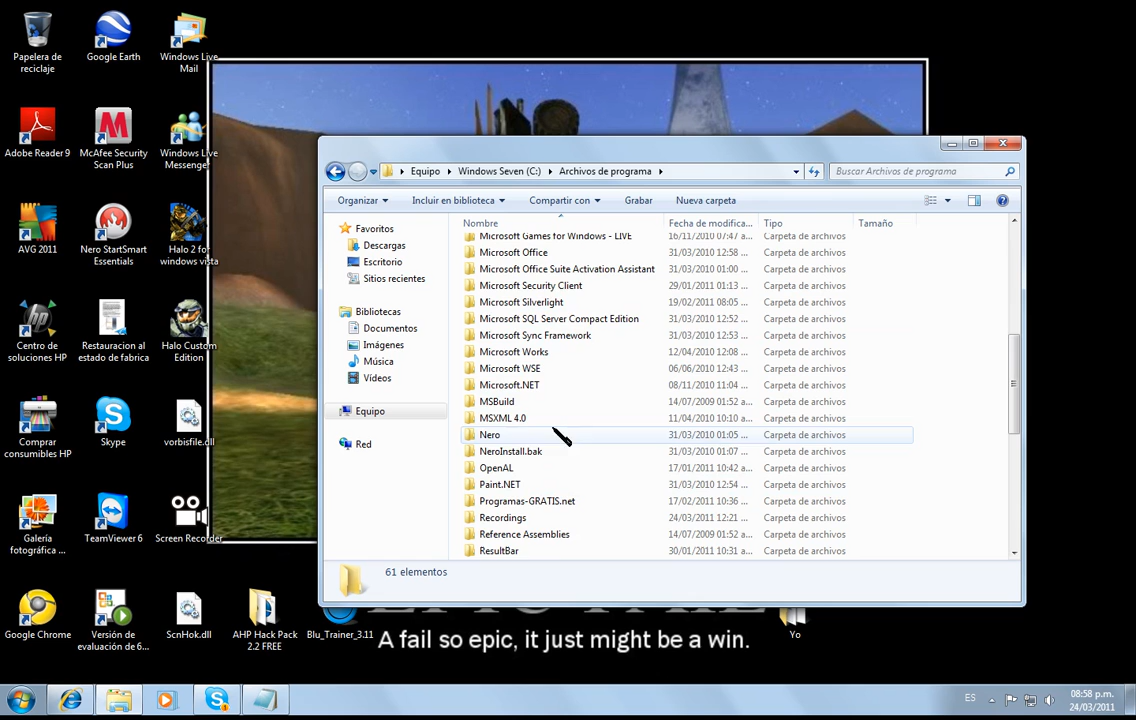 Papelera de
reciclaje
Google Earth
Windows Live
Mail
Adobe Reader 9
McAfee Security
Scan Plus
Windows Live
Messenger
AVG 2011
Nero StartSmart
Essentials
Halo 2 for
windows vista
Centro de
soluciones HP
Restauracion al
estado de fabrica
Halo Custom
Edition
Comprar
consumibles HP
Skype
vorbisfile.dll
Galería
fotográfica ...
TeamViewer 6
Screen Recorder
Google Chrome
Versión de
evaluación de 6...
ScnHok.dll
AHP Hack Pack
2.2 FREE
Blu_Trainer_3.11
Yo
Equipo
Windows Seven (C:)
Archivos de programa
Buscar Archivos de programa
Organizar
Incluir en biblioteca
Compartir con
Grabar
Nueva carpeta
Favoritos
Descargas
Escritorio
Sitios recientes
Bibliotecas
Documentos
Imágenes
Música
Vídeos
Equipo
Red
Nombre Fecha de modifica... Tipo Tamaño
Microsoft Games for Windows - LIVE 16/11/2010 07:47 a... Carpeta de archivos
Microsoft Office 31/03/2010 12:58 ... Carpeta de archivos
Microsoft Office Suite Activation Assistant 31/03/2010 01:00 ... Carpeta de archivos
Microsoft Security Client 29/01/2011 01:13 ... Carpeta de archivos
Microsoft Silverlight 19/02/2011 08:05 ... Carpeta de archivos
Microsoft SQL Server Compact Edition 31/03/2010 12:52 ... Carpeta de archivos
Microsoft Sync Framework 31/03/2010 12:53 ... Carpeta de archivos
Microsoft Works 12/04/2010 12:08 ... Carpeta de archivos
Microsoft WSE 06/06/2010 12:43 ... Carpeta de archivos
Microsoft.NET 08/11/2010 11:04 ... Carpeta de archivos
MSBuild 14/07/2009 01:52 a... Carpeta de archivos
MSXML 4.0 11/04/2010 10:10 a... Carpeta de archivos
Nero 31/03/2010 01:05 ... Carpeta de archivos
NeroInstall.bak 31/03/2010 01:07 ... Carpeta de archivos
OpenAL 17/01/2011 10:42 a... Carpeta de archivos
Paint.NET 31/03/2010 12:54 ... Carpeta de archivos
Programas-GRATIS.net 17/02/2011 10:36 ... Carpeta de archivos
Recordings 24/03/2011 12:21 ... Carpeta de archivos
Reference Assemblies 14/07/2009 01:52 a... Carpeta de archivos
ResultBar 30/01/2011 10:31 a... Carpeta de archivos
61 elementos
A fail so epic, it just might be a win.
ES
08:58 p.m.
24/03/2011